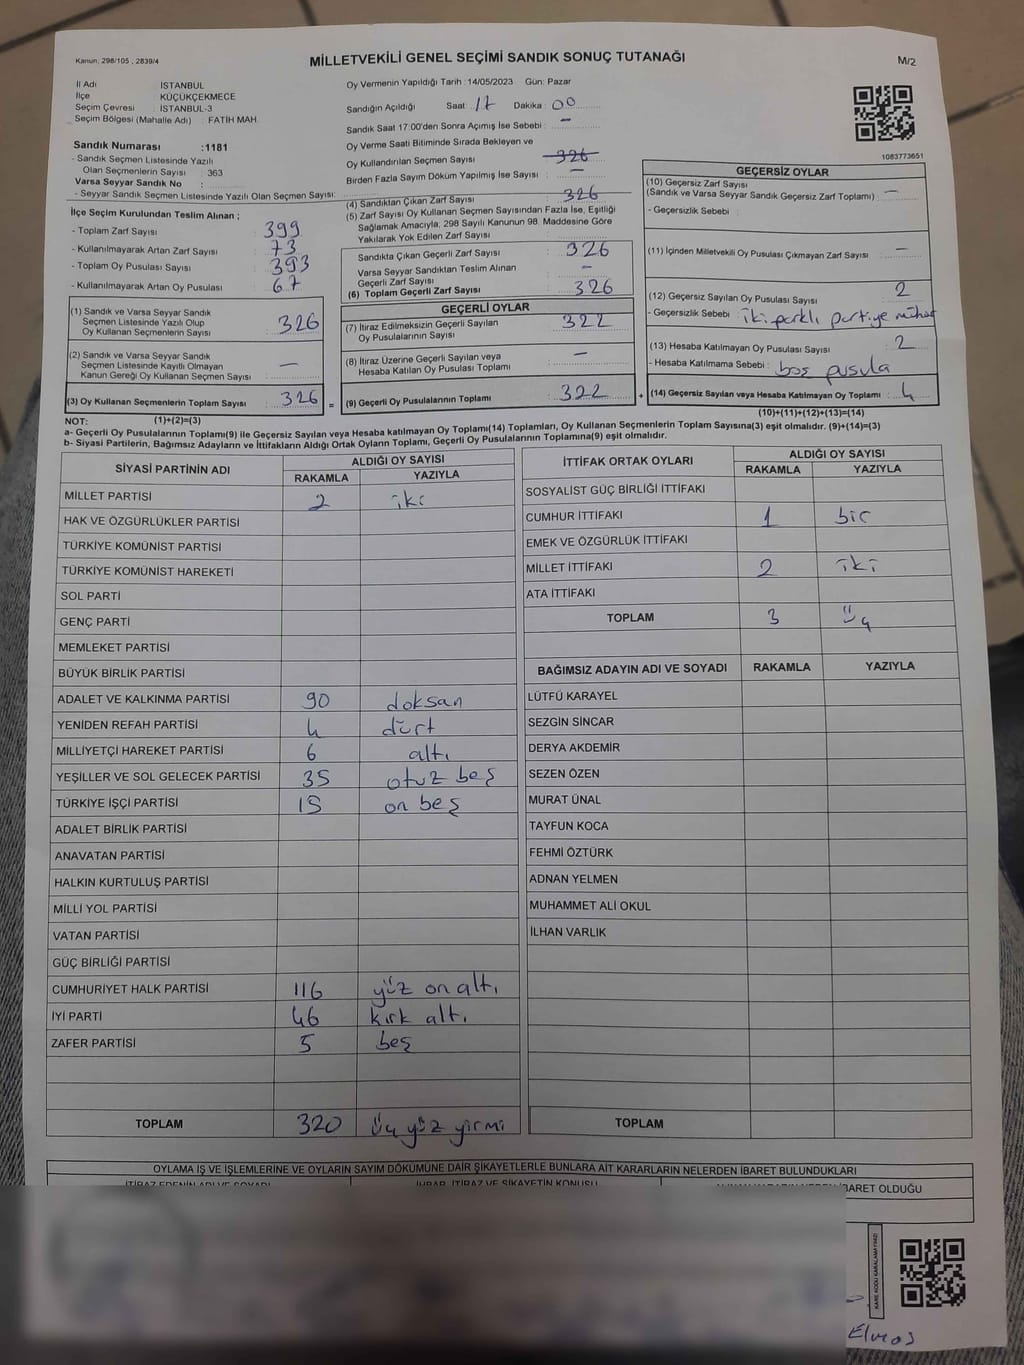 Kanun, 298/105 , 2839/4
MİLLETVEKİLİ GENEL SEÇİMİ SANDIK SONUÇ TUTANAĞI
M/2
İl Adı : İSTANBUL
İlçe : KÜÇÜKÇEKMECE
Seçim Çevresi : İSTANBUL-3
Seçim Bölgesi (Mahalle Adı) : FATİH MAH.
Sandık Numarası :1181
- Sandık Seçmen Listesinde Yazılı
Olan Seçmenlerin Sayısı : 363
Varsa Seyyar Sandık No :
- Seyyar Sandık Seçmen Listesinde Yazılı Olan Seçmen Sayısı:
İlçe Seçim Kurulundan Teslim Alınan ;
- Toplam Zarf Sayısı : 399
- Kullanılmayarak Artan Zarf Sayısı : 73
- Toplam Oy Pusulası Sayısı : 393
- Kullanılmayarak Artan Oy Pusulası : 67
Oy Vermenin Yapıldığı Tarih : 14/05/2023 Gün: Pazar
Sandığın Açıldığı Saat : 17 Dakika : 00
Sandık Saat 17:00'den Sonra Açımış İse Sebebi : –
Oy Verme Saati Bitiminde Sırada Bekleyen ve
Oy Kullandırılan Seçmen Sayısı : 326
Birden Fazla Sayım Döküm Yapılmış İse Sayısı : –
(4) Sandıktan Çıkan Zarf Sayısı : 326
(5) Zarf Sayısı Oy Kullanan Seçmen Sayısından Fazla İse, Eşitliği
Sağlamak Amacıyla, 298 Sayılı Kanunun 98. Maddesine Göre
Yakılarak Yok Edilen Zarf Sayısı :
Sandıkta Çıkan Geçerli Zarf Sayısı : 326
Varsa Seyyar Sandıktan Teslim Alınan
Geçerli Zarf Sayısı : –
(6) Toplam Geçerli Zarf Sayısı : 326
1083773651
GEÇERSİZ OYLAR
(10) Geçersiz Zarf Sayısı
(Sandık ve Varsa Seyyar Sandık Geçersiz Zarf Toplamı) : –
- Geçersizlik Sebebi :
(11) İçinden Milletvekili Oy Pusulası Çıkmayan Zarf Sayısı : –
(12) Geçersiz Sayılan Oy Pusulası Sayısı : 2
- Geçersizlik Sebebi : iki farklı partiye mühür
(13) Hesaba Katılmayan Oy Pusulası Sayısı : 2
- Hesaba Katılmama Sebebi : boş pusula
(14) Geçersiz Sayılan veya Hesaba Katılmayan Oy Toplamı : 4
(10)+(11)+(12)+(13)=(14)
(1) Sandık ve Varsa Seyyar Sandık
Seçmen Listesinde Yazılı Olup
Oy Kullanan Seçmenlerin Sayısı : 326
(2) Sandık ve Varsa Seyyar Sandık
Seçmen Listesinde Kayıtlı Olmayan
Kanun Gereği Oy Kullanan Seçmen Sayısı : –
(3) Oy Kullanan Seçmenlerin Toplam Sayısı : 326 =
(1)+(2)=(3)
GEÇERLİ OYLAR
(7) İtiraz Edilmeksizin Geçerli Sayılan
Oy Pusulasının Sayısı : 322
(8) İtiraz Üzerine Geçerli Sayılan veya
Hesaba Katılan Oy Pusulası Toplamı : –
(9) Geçerli Oy Pusulalarının Toplamı : 322 +
NOT:
a- Geçerli Oy Pusulalarının Toplamı(9) ile Geçersiz Sayılan veya Hesaba katılmayan Oy Toplamı(14) Toplamları, Oy Kullanan Seçmenlerin Toplam Sayısına(3) eşit olmalıdır. (9)+(14)=(3)
b- Siyasi Partilerin, Bağımsız Adayların ve İttifakların Aldığı Ortak Oyların Toplamı, Geçerli Oy Pusulalarının Toplamına(9) eşit olmalıdır.
SİYASİ PARTİNİN ADI ALDIĞI OY SAYISI
RAKAMLA YAZIYLA
MİLLET PARTİSİ 2 iki
HAK VE ÖZGÜRLÜKLER PARTİSİ
TÜRKİYE KOMÜNİST PARTİSİ
TÜRKİYE KOMÜNİST HAREKETİ
SOL PARTİ
GENÇ PARTİ
MEMLEKET PARTİSİ
BÜYÜK BİRLİK PARTİSİ
ADALET VE KALKINMA PARTİSİ 90 doksan
YENİDEN REFAH PARTİSİ 4 dört
MİLLİYETÇİ HAREKET PARTİSİ 6 altı
YEŞİLLER VE SOL GELECEK PARTİSİ 35 otuz beş
TÜRKİYE İŞÇİ PARTİSİ 15 on beş
ADALET BİRLİK PARTİSİ
ANAVATAN PARTİSİ
HALKIN KURTULUŞ PARTİSİ
MİLLİ YOL PARTİSİ
VATAN PARTİSİ
GÜÇ BİRLİĞİ PARTİSİ
CUMHURİYET HALK PARTİSİ 116 yüz on altı
İYİ PARTİ 46 kırk altı
ZAFER PARTİSİ 5 beş
TOPLAM 320 üç yüz yirmi
İTTİFAK ORTAK OYLARI ALDIĞI OY SAYISI
RAKAMLA YAZIYLA
SOSYALİST GÜÇ BİRLİĞİ İTTİFAKI
CUMHUR İTTİFAKI 1 bir
EMEK VE ÖZGÜRLÜK İTTİFAKI
MİLLET İTTİFAKI 2 iki
ATA İTTİFAKI
TOPLAM 3 üç
BAĞIMSIZ ADAYIN ADI VE SOYADI RAKAMLA YAZIYLA
LÜTFÜ KARAYEL
SEZGİN SİNCAR
DERYA AKDEMİR
SEZEN ÖZEN
MURAT ÜNAL
TAYFUN KOCA
FEHMİ ÖZTÜRK
ADNAN YELMEN
MUHAMMET ALİ OKUL
İLHAN VARLIK
TOPLAM
OYLAMA İŞ VE İŞLEMLERİNE VE OYLARIN SAYIM DÖKÜMÜNE DAİR ŞİKAYETLERLE BUNLARA AİT KARARLARIN NELERDEN İBARET BULUNDUKLARI
İTİRAZ EDENİN ADI VE SOYADI İHBAR, İTİRAZ VE ŞİKAYETİN KONUSU İBARET OLDUĞU